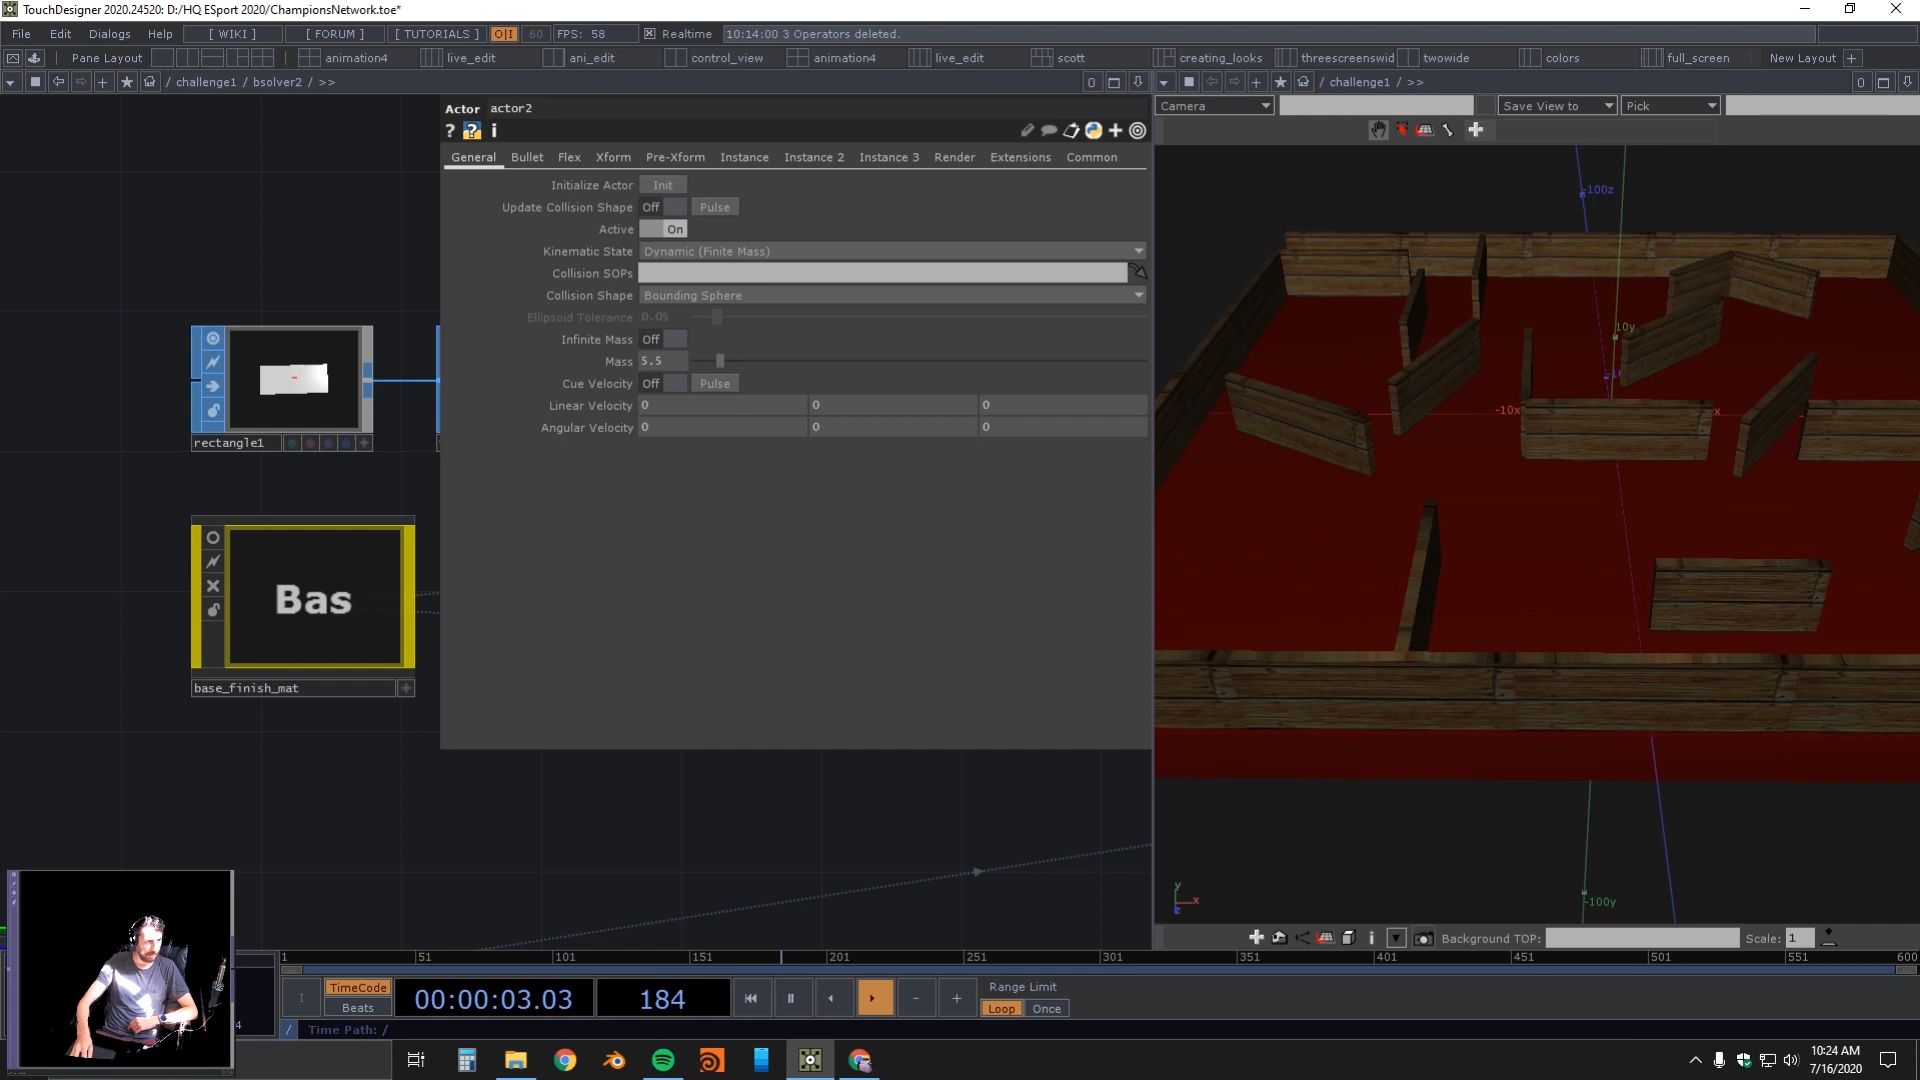 TouchDesigner 2020.24520: D:/HQ ESport 2020/ChampionsNetwork.toe*
File Edit Dialogs Help [ WIKI ] [ FORUM ] [ TUTORIALS ] O|I 60 FPS: 58 Realtime 10:14:00 3 Operators deleted.
Pane Layout animation4 live_edit ani_edit control_view animation4 live_edit scott creating_looks threescreenswid twowide colors full_screen New Layout
/ challenge1 / bsolver2 / >> 0
/ challenge1 / >> 0
Actor actor2
? ? i
General Bullet Flex Xform Pre-Xform Instance Instance 2 Instance 3 Render Extensions Common
Initialize Actor Init
Update Collision Shape Off Pulse
Active On
Kinematic State Dynamic (Finite Mass)
Collision SOPs
Collision Shape Bounding Sphere
Ellipsoid Tolerance 0.05
Infinite Mass Off
Mass 5.5
Cue Velocity Off Pulse
Linear Velocity 0 0 0
Angular Velocity 0 0 0
rectangle1
Bas
base_finish_mat
Camera Save View to Pick
-100z
10y
-10x
x
-100y
y
x
z
Background TOP: Scale: 1
1 51 101 151 201 251 301 351 401 451 501 551 600
I TimeCode
Beats
00:00:03.03 184
- +
Range Limit
Loop Once
/ Time Path: /
4
10:24 AM
7/16/2020